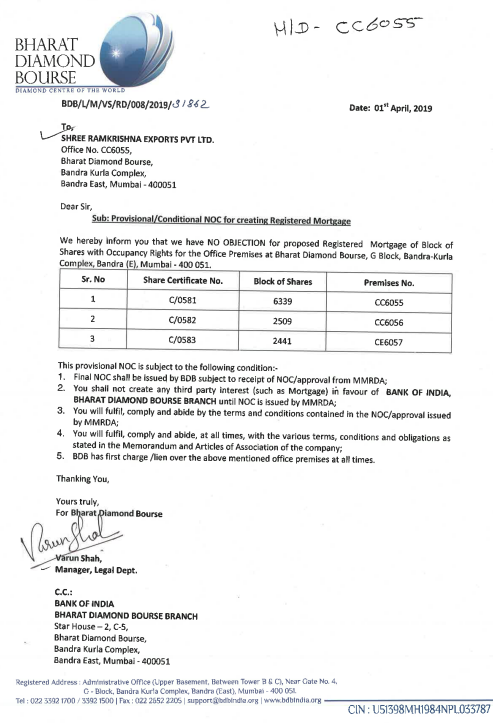 M/D- CC6055
BHARAT
DIAMOND
BOURSE
DIAMOND CENTRE OF THE WORLD
BDB/L/M/VS/RD/008/2019/-31862
Date: 01st April, 2019
To,
SHREE RAMKRISHNA EXPORTS PVT LTD.
Office No. CC6055,
Bharat Diamond Bourse,
Bandra Kurla Complex,
Bandra East, Mumbai - 400051
Dear Sir,
Sub: Provisional/Conditional NOC for creating Registered Mortgage
We hereby inform you that we have NO OBJECTION for proposed Registered Mortgage of Block of
Shares with Occupancy Rights for the Office Premises at Bharat Diamond Bourse, G Block, Bandra-Kurla
Complex, Bandra (E), Mumbai - 400 051.
Sr. No Share Certificate No. Block of Shares Premises No.
1 C/0581 6339 CC6055
2 C/0582 2509 CC6056
3 C/0583 2441 CE6057
This provisional NOC is subject to the following condition:-
1. Final NOC shall be issued by BDB subject to receipt of NOC/approval from MMRDA;
2. You shall not create any third party interest (such as Mortgage) in favour of BANK OF INDIA,
BHARAT DIAMOND BOURSE BRANCH until NOC is issued by MMRDA;
3. You will fulfil, comply and abide by the terms and conditions contained in the NOC/approval issued
by MMRDA;
4. You will fulfil, comply and abide, at all times, with the various terms, conditions and obligations as
stated in the Memorandum and Articles of Association of the company;
5. BDB has first charge /lien over the above mentioned office premises at all times.
Thanking You,
Yours truly,
For Bharat Diamond Bourse
Varun Shah
Varun Shah,
Manager, Legal Dept.
C.C.:
BANK OF INDIA
BHARAT DIAMOND BOURSE BRANCH
Star House – 2, C-5,
Bharat Diamond Bourse,
Bandra Kurla Complex,
Bandra East, Mumbai - 400051
Registered Address : Administrative Office (Upper Basement, Between Tower B & C), Near Gate No. 4,
G - Block, Bandra Kurla Complex, Bandra (East), Mumbai - 400 051.
Tel : 022 3392 1700 / 3392 1500 | Fax : 022 2652 2205 | support@bdbindia.org | www.bdbindia.org
CIN : U51398MH1984NPL033787